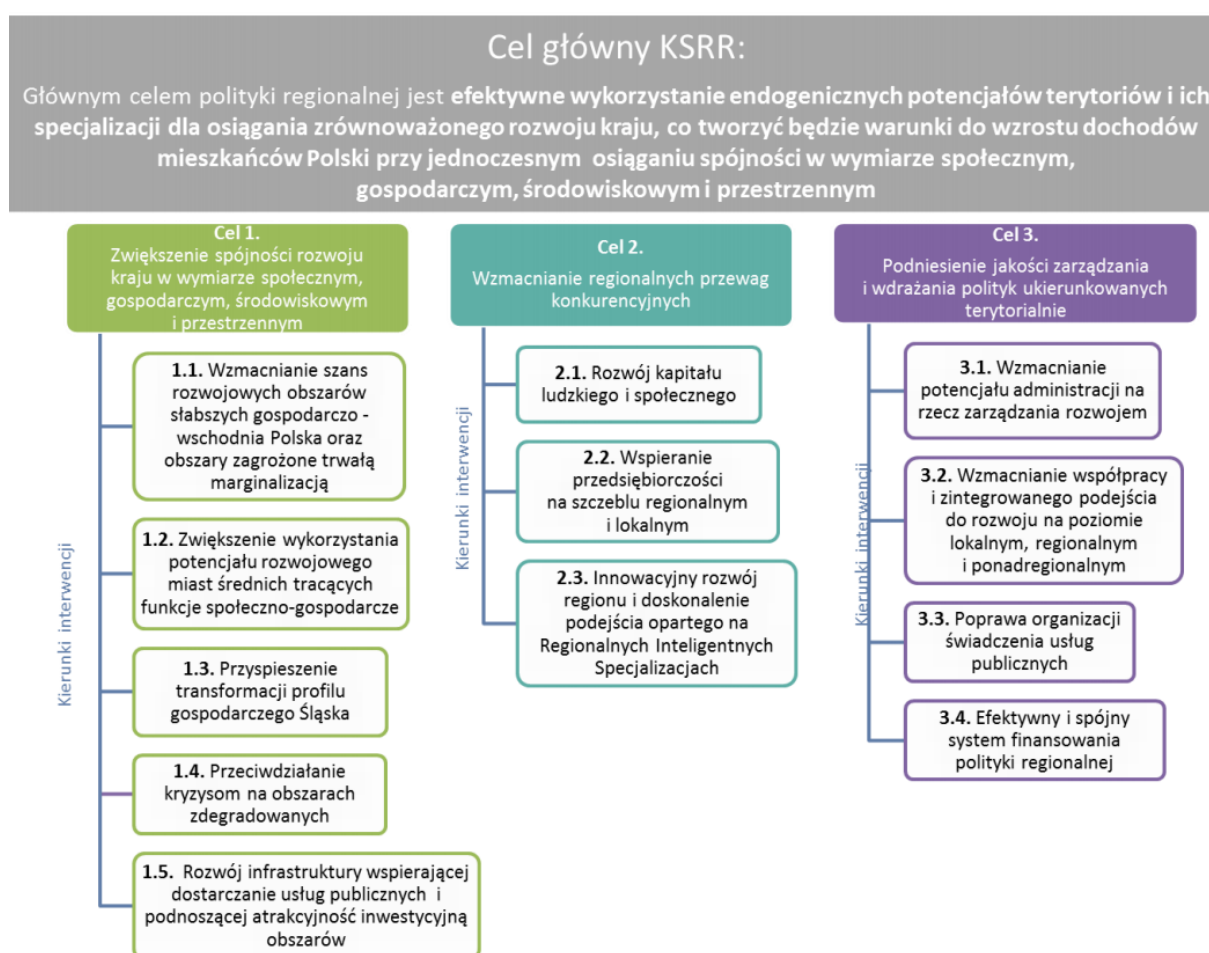 Cel główny KSRR:
Głównym celem polityki regionalnej jest efektywne wykorzystanie endogenicznych potencjałów terytoriów i ich
specjalizacji dla osiągania zrównoważonego rozwoju kraju, co tworzyć będzie warunki do wzrostu dochodów
mieszkańców Polski przy jednoczesnym osiąganiu spójności w wymiarze społecznym,
gospodarczym, środowiskowym i przestrzennym
Cel 1.
Zwiększenie spójności rozwoju
kraju w wymiarze społecznym,
gospodarczym, środowiskowym
i przestrzennym
Kierunki interwencji
1.1. Wzmacnianie szans
rozwojowych obszarów
słabszych gospodarczo -
wschodnia Polska oraz
obszary zagrożone trwałą
marginalizacją
1.2. Zwiększenie wykorzystania
potencjału rozwojowego
miast średnich tracących
funkcje społeczno-gospodarcze
1.3. Przyspieszenie
transformacji profilu
gospodarczego Śląska
1.4. Przeciwdziałanie
kryzysom na obszarach
zdegradowanych
1.5. Rozwój infrastruktury wspierającej
dostarczanie usług publicznych i
podnoszącej atrakcyjność inwestycyjną
obszarów
Cel 2.
Wzmacnianie regionalnych przewag
konkurencyjnych
Kierunki interwencji
2.1. Rozwój kapitału
ludzkiego i społecznego
2.2. Wspieranie
przedsiębiorczości
na szczeblu regionalnym
i lokalnym
2.3. Innowacyjny rozwój
regionu i doskonalenie
podejścia opartego na
Regionalnych Inteligentnych
Specjalizacjach
Cel 3.
Podniesienie jakości zarządzania
i wdrażania polityk ukierunkowanych
terytorialnie
Kierunki interwencji
3.1. Wzmacnianie
potencjału administracji na
rzecz zarządzania rozwojem
3.2. Wzmacnianie współpracy
i zintegrowanego podejścia
do rozwoju na poziomie
lokalnym, regionalnym
i ponadregionalnym
3.3. Poprawa organizacji
świadczenia usług
publicznych
3.4. Efektywny i spójny
system finansowania
polityki regionalnej